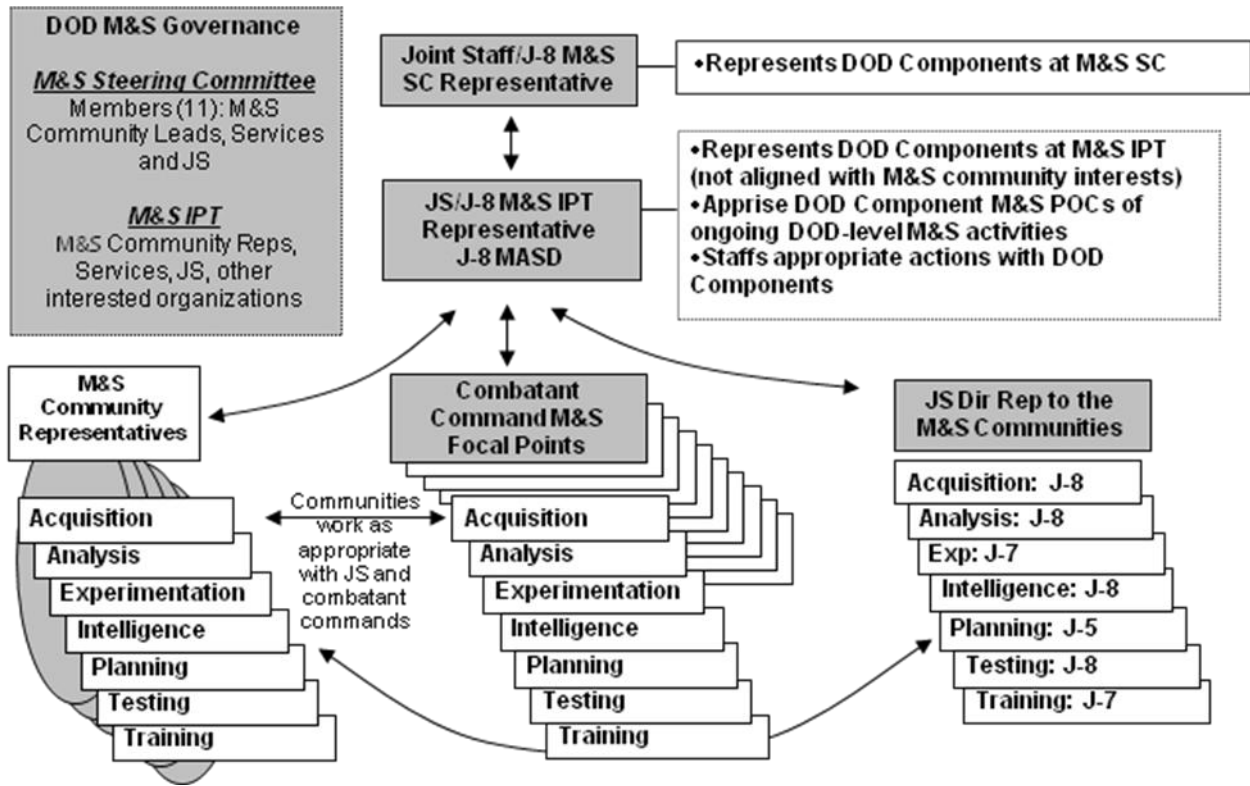 DOD M&S Governance
M&S Steering Committee
Members (11): M&S
Community Leads, Services
and JS
M&S IPT
M&S Community Reps,
Services, JS, other
interested organizations
Joint Staff/J-8 M&S
SC Representative
•Represents DOD Components at M&S SC
JS/J-8 M&S IPT
Representative
J-8 MASD
•Represents DOD Components at M&S IPT
(not aligned with M&S community interests)
•Apprise DOD Component M&S POCs of
ongoing DOD-level M&S activities
•Staffs appropriate actions with DOD
Components
M&S
Community
Representatives
Acquisition
Analysis
Experimentation
Intelligence
Planning
Testing
Training
Communities
work as
appropriate
with JS and
combatant
commands
Combatant
Command M&S
Focal Points
Acquisition
Analysis
Experimentation
Intelligence
Planning
Testing
Training
JS Dir Rep to the
M&S Communities
Acquisition: J-8
Analysis: J-8
Exp: J-7
Intelligence: J-8
Planning: J-5
Testing: J-8
Training: J-7